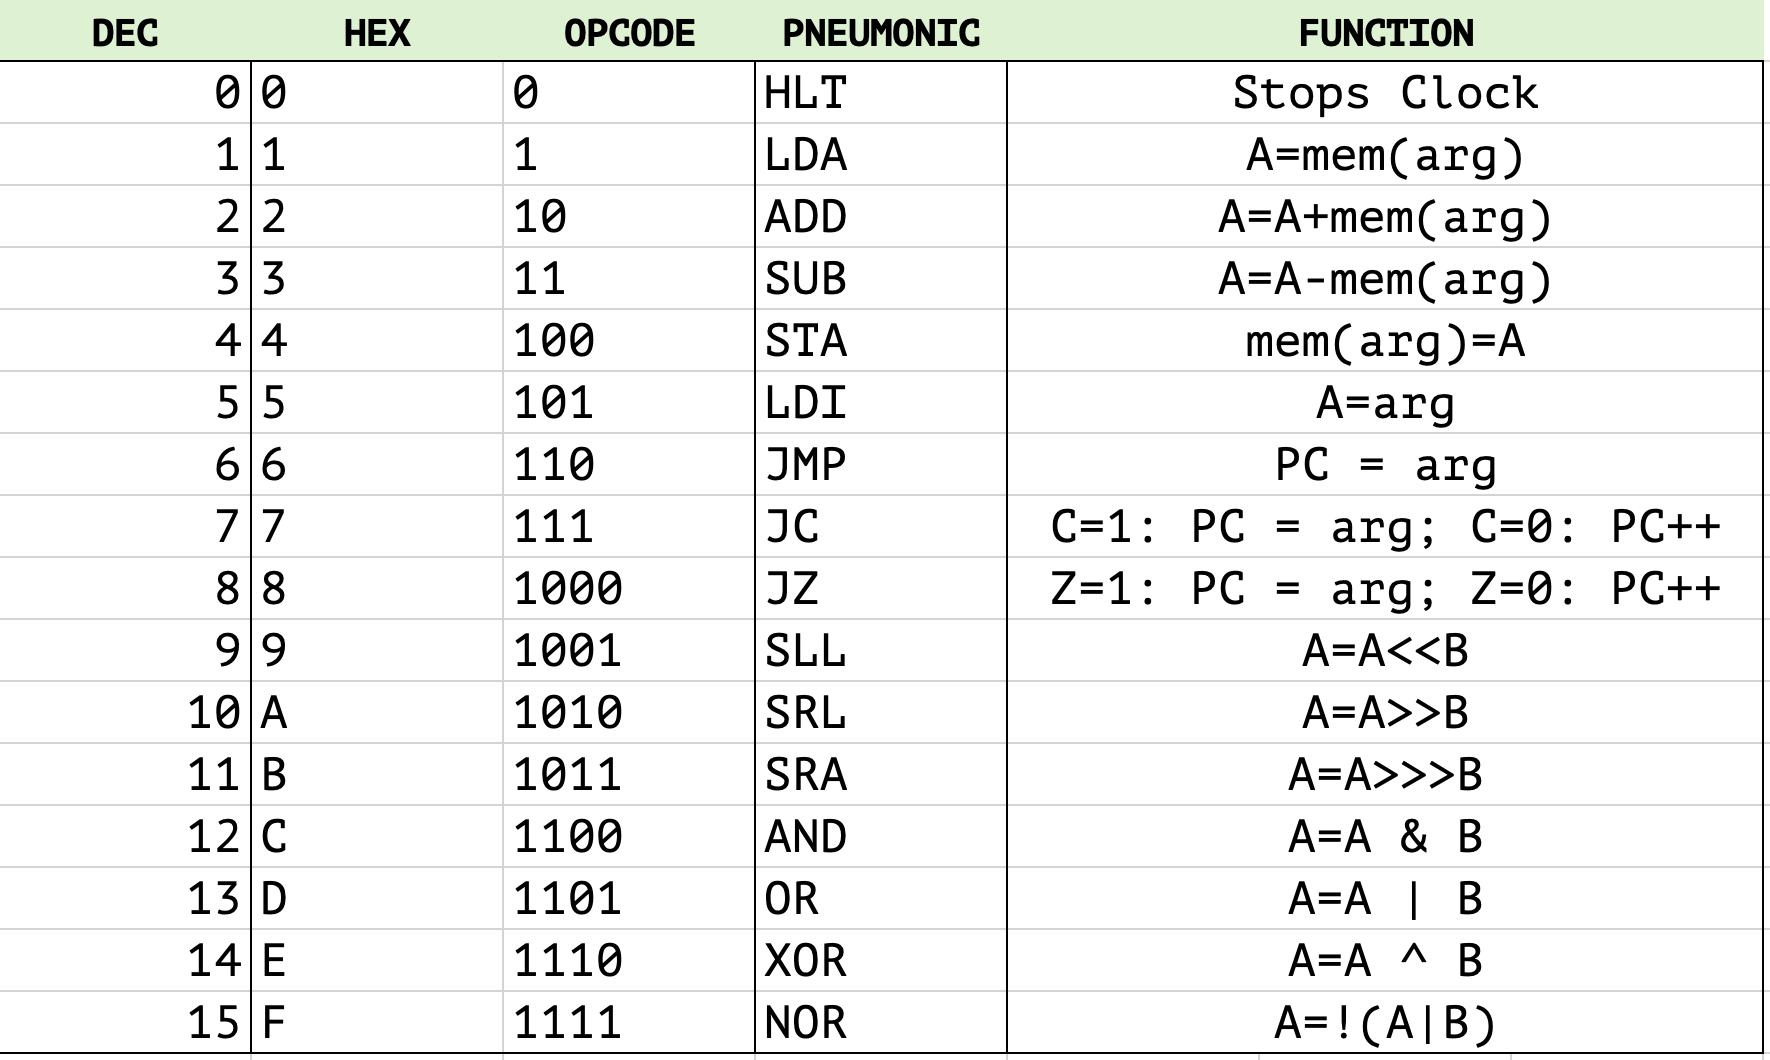 DEC HEX OPCODE PNEUMONIC FUNCTION
0 0 0 HLT Stops Clock
1 1 1 LDA A=mem(arg)
2 2 10 ADD A=A+mem(arg)
3 3 11 SUB A=A-mem(arg)
4 4 100 STA mem(arg)=A
5 5 101 LDI A=arg
6 6 110 JMP PC = arg
7 7 111 JC C=1: PC = arg; C=0: PC++
8 8 1000 JZ Z=1: PC = arg; Z=0: PC++
9 9 1001 SLL A=A<<B
10 A 1010 SRL A=A>>B
11 B 1011 SRA A=A>>>B
12 C 1100 AND A=A & B
13 D 1101 OR A=A | B
14 E 1110 XOR A=A ^ B
15 F 1111 NOR A=!(A|B)